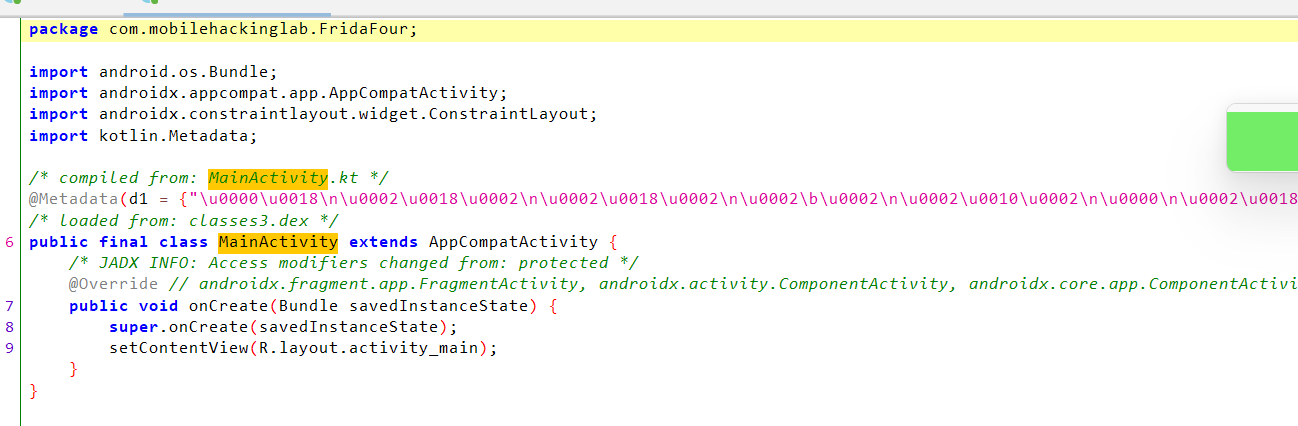 package com.mobilehackinglab.FridaFour;
import android.os.Bundle;
import androidx.appcompat.app.AppCompatActivity;
import androidx.constraintlayout.widget.ConstraintLayout;
import kotlin.Metadata;
/* compiled from: MainActivity.kt */
@Metadata(d1 = {"\u0000\u0018\n\u0002\u0018\u0002\n\u0002\u0018\u0002\n\u0002\b\u0002\n\u0002\u0010\u0002\n\u0000\n\u0002\u0018
/* loaded from: classes3.dex */
6 public final class MainActivity extends AppCompatActivity {
/* JADX INFO: Access modifiers changed from: protected */
@Override // androidx.fragment.app.FragmentActivity, androidx.activity.ComponentActivity, androidx.core.app.ComponentActivi
7 public void onCreate(Bundle savedInstanceState) {
8 super.onCreate(savedInstanceState);
9 setContentView(R.layout.activity_main);
}
}